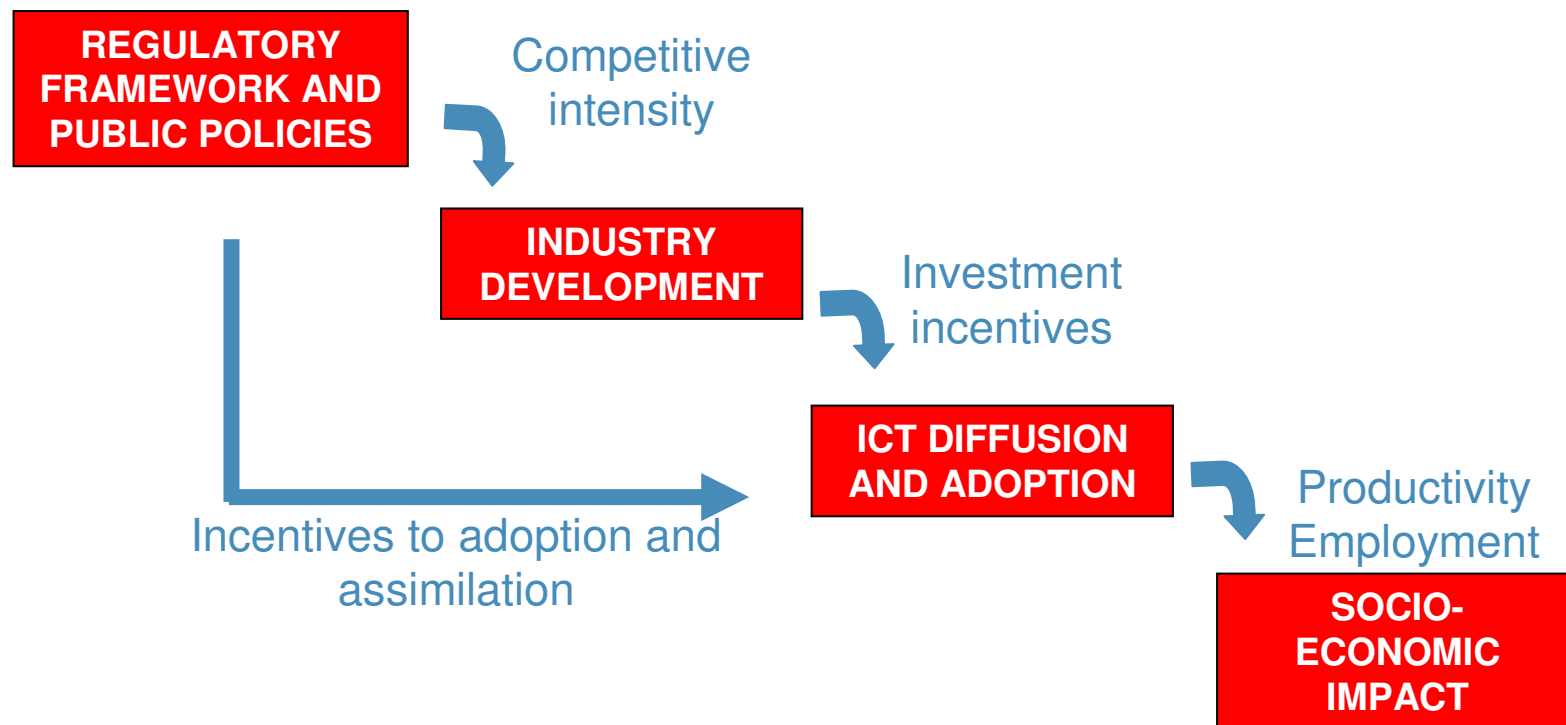 REGULATORY
FRAMEWORK AND
PUBLIC POLICIES
Competitive
intensity
INDUSTRY
DEVELOPMENT
Investment
incentives
ICT DIFFUSION
AND ADOPTION
Incentives to adoption and
assimilation
Productivity
Employment
SOCIO-
ECONOMIC
IMPACT